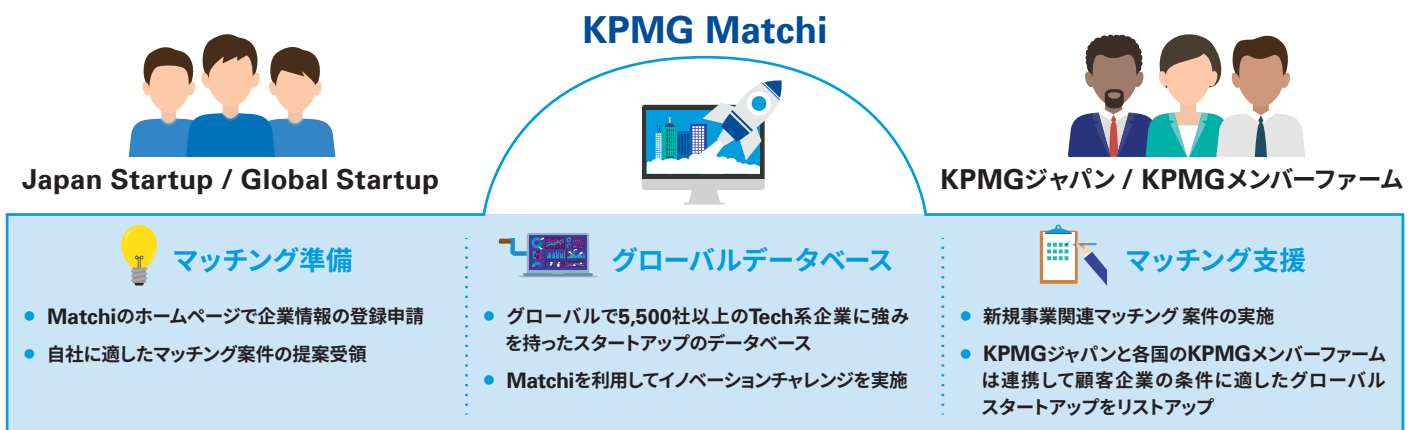 KPMG Matchi
Japan Startup / Global Startup
KPMGジャパン / KPMGメンバーファーム
マッチング準備
• Matchiのホームページで企業情報の登録申請
• 自社に適したマッチング案件の提案受領
グローバルデータベース
• グローバルで5,500社以上のTech系企業に強み
を持ったスタートアップのデータベース
• Matchiを利用してイノベーションチャレンジを実施
マッチング支援
• 新規事業関連マッチング 案件の実施
• KPMGジャパンと各国のKPMGメンバーファーム
は連携して顧客企業の条件に適したグローバル
スタートアップをリストアップ